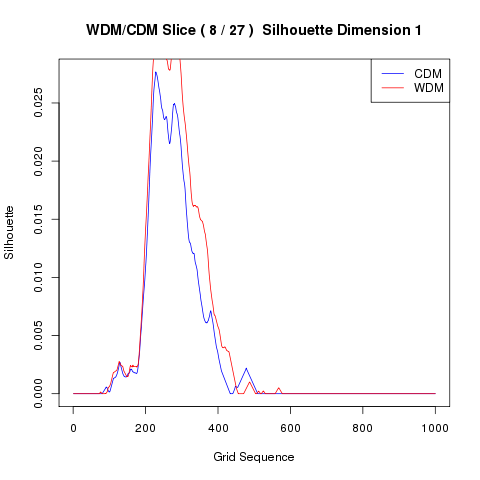 WDM/CDM Slice ( 8 / 27 )  Silhouette Dimension 1
CDM
WDM
Silhouette
0.025
0.020
0.015
0.010
0.005
0.000
0 200 400 600 800 1000
Grid Sequence